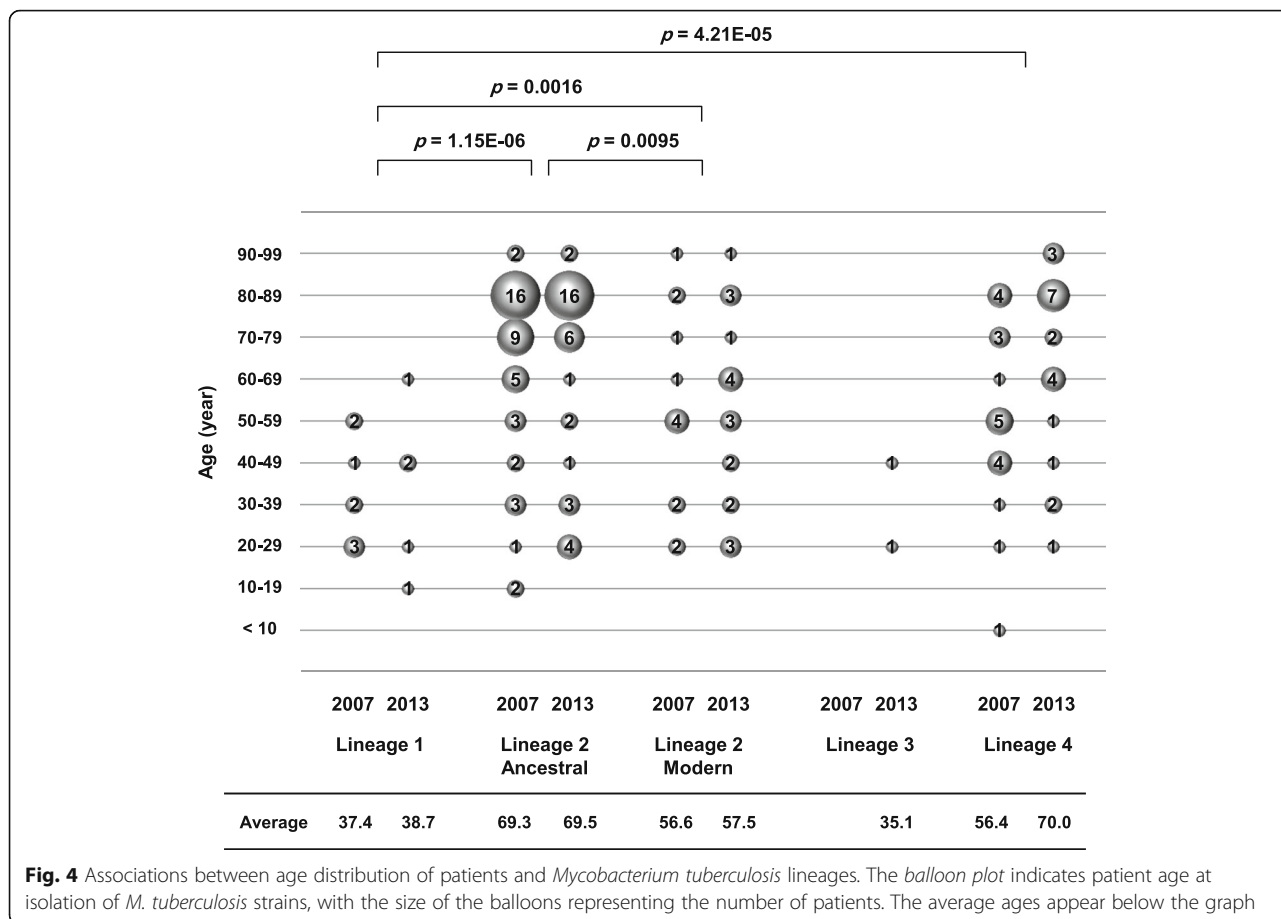 p = 4.21E-05
p = 0.0016
p = 1.15E-06 p = 0.0095
Age (year)
90-99 2 2 1 1 3
80-89 16 16 2 3 4 7
70-79 9 6 1 1 3 2
60-69 1 5 1 1 4 1 4
50-59 2 3 2 4 3 5 1
40-49 1 2 2 1 2 1 4 1
30-39 2 3 3 2 2 1 2
20-29 3 1 1 4 2 3 1 1 1
10-19 1 2
< 10 1
2007 2013 2007 2013 2007 2013 2007 2013 2007 2013
Lineage 1 Lineage 2 Lineage 2 Lineage 3 Lineage 4
Ancestral Modern
Average 37.4 38.7 69.3 69.5 56.6 57.5 35.1 56.4 70.0
Fig. 4 Associations between age distribution of patients and Mycobacterium tuberculosis lineages. The balloon plot indicates patient age at
isolation of M. tuberculosis strains, with the size of the balloons representing the number of patients. The average ages appear below the graph